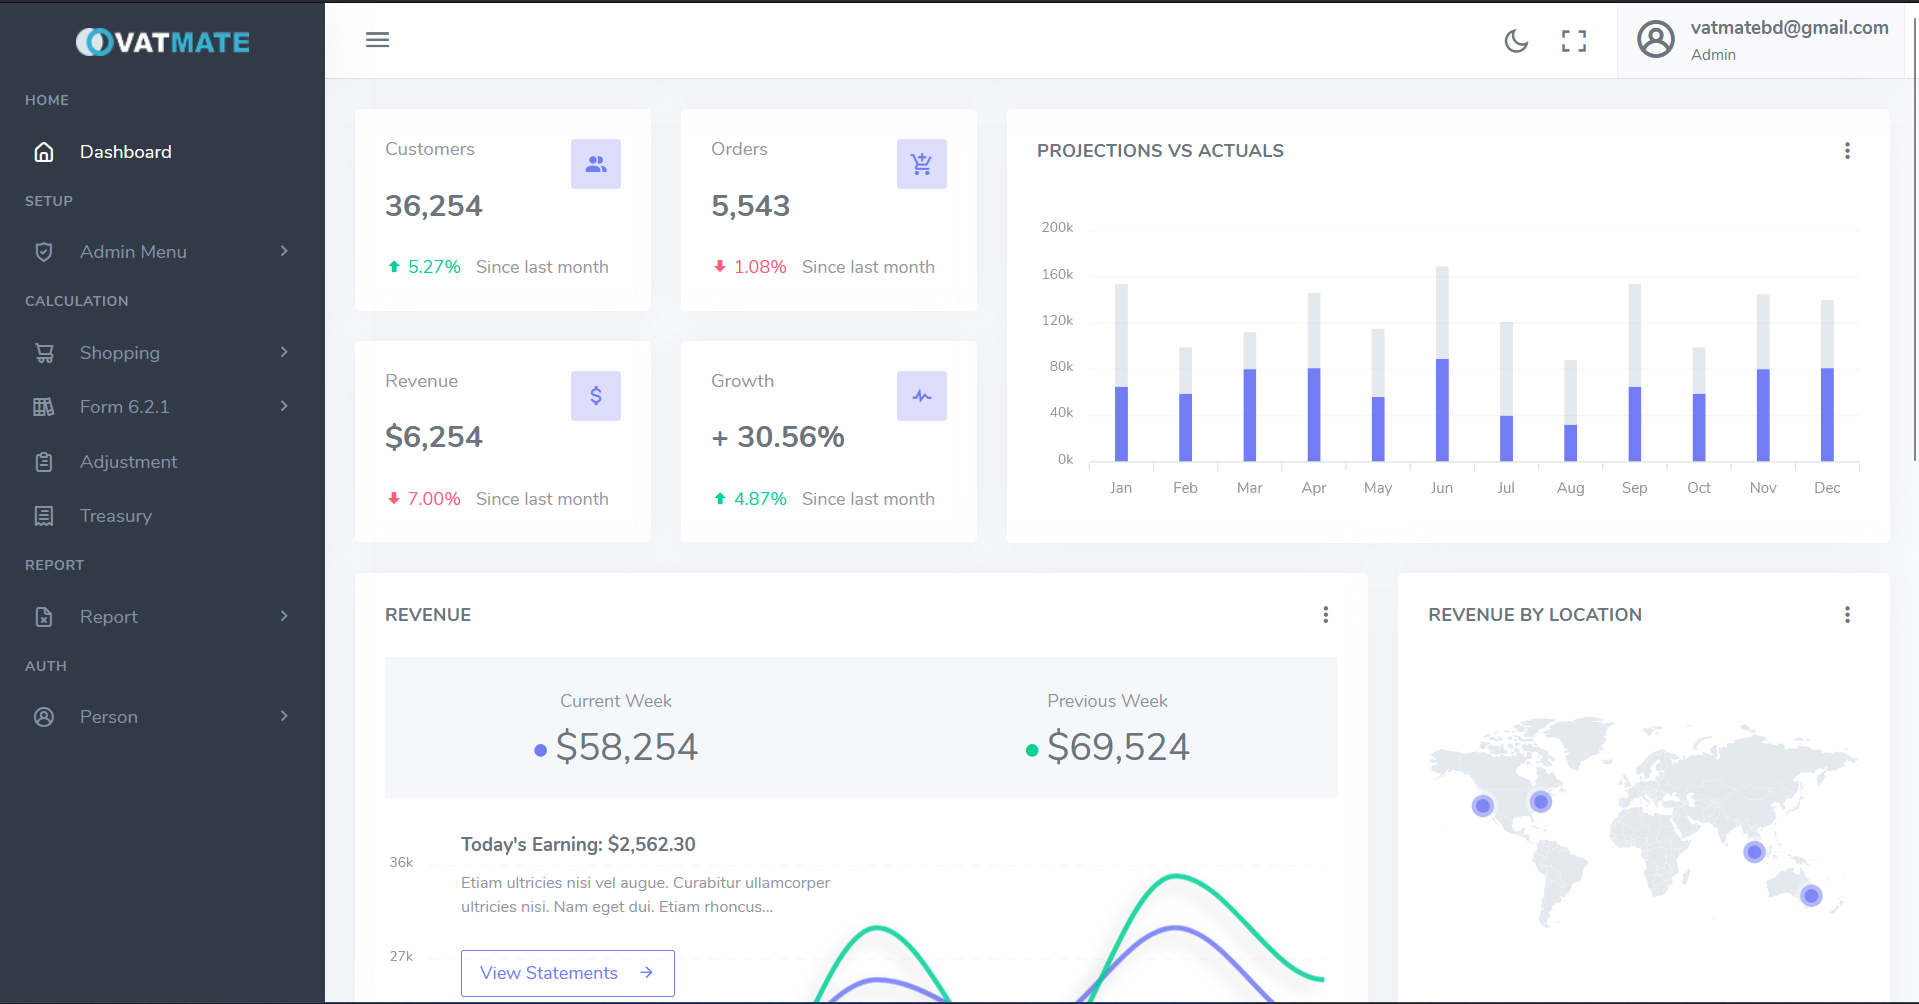 VATMATE
HOME
Dashboard
SETUP
Admin Menu
CALCULATION
Shopping
Form 6.2.1
Adjustment
Treasury
REPORT
Report
AUTH
Person
vatmatebd@gmail.com
Admin
Customers
36,254
5.27% Since last month
Orders
5,543
1.08% Since last month
Revenue
$6,254
7.00% Since last month
Growth
+ 30.56%
4.87% Since last month
PROJECTIONS VS ACTUALS
200k
160k
120k
80k
40k
0k
Jan Feb Mar Apr May Jun Jul Aug Sep Oct Nov Dec
REVENUE
Current Week
$58,254
Previous Week
$69,524
Today's Earning: $2,562.30
Etiam ultricies nisi vel augue. Curabitur ullamcorper
ultricies nisi. Nam eget dui. Etiam rhoncus...
View Statements
36k
27k
REVENUE BY LOCATION